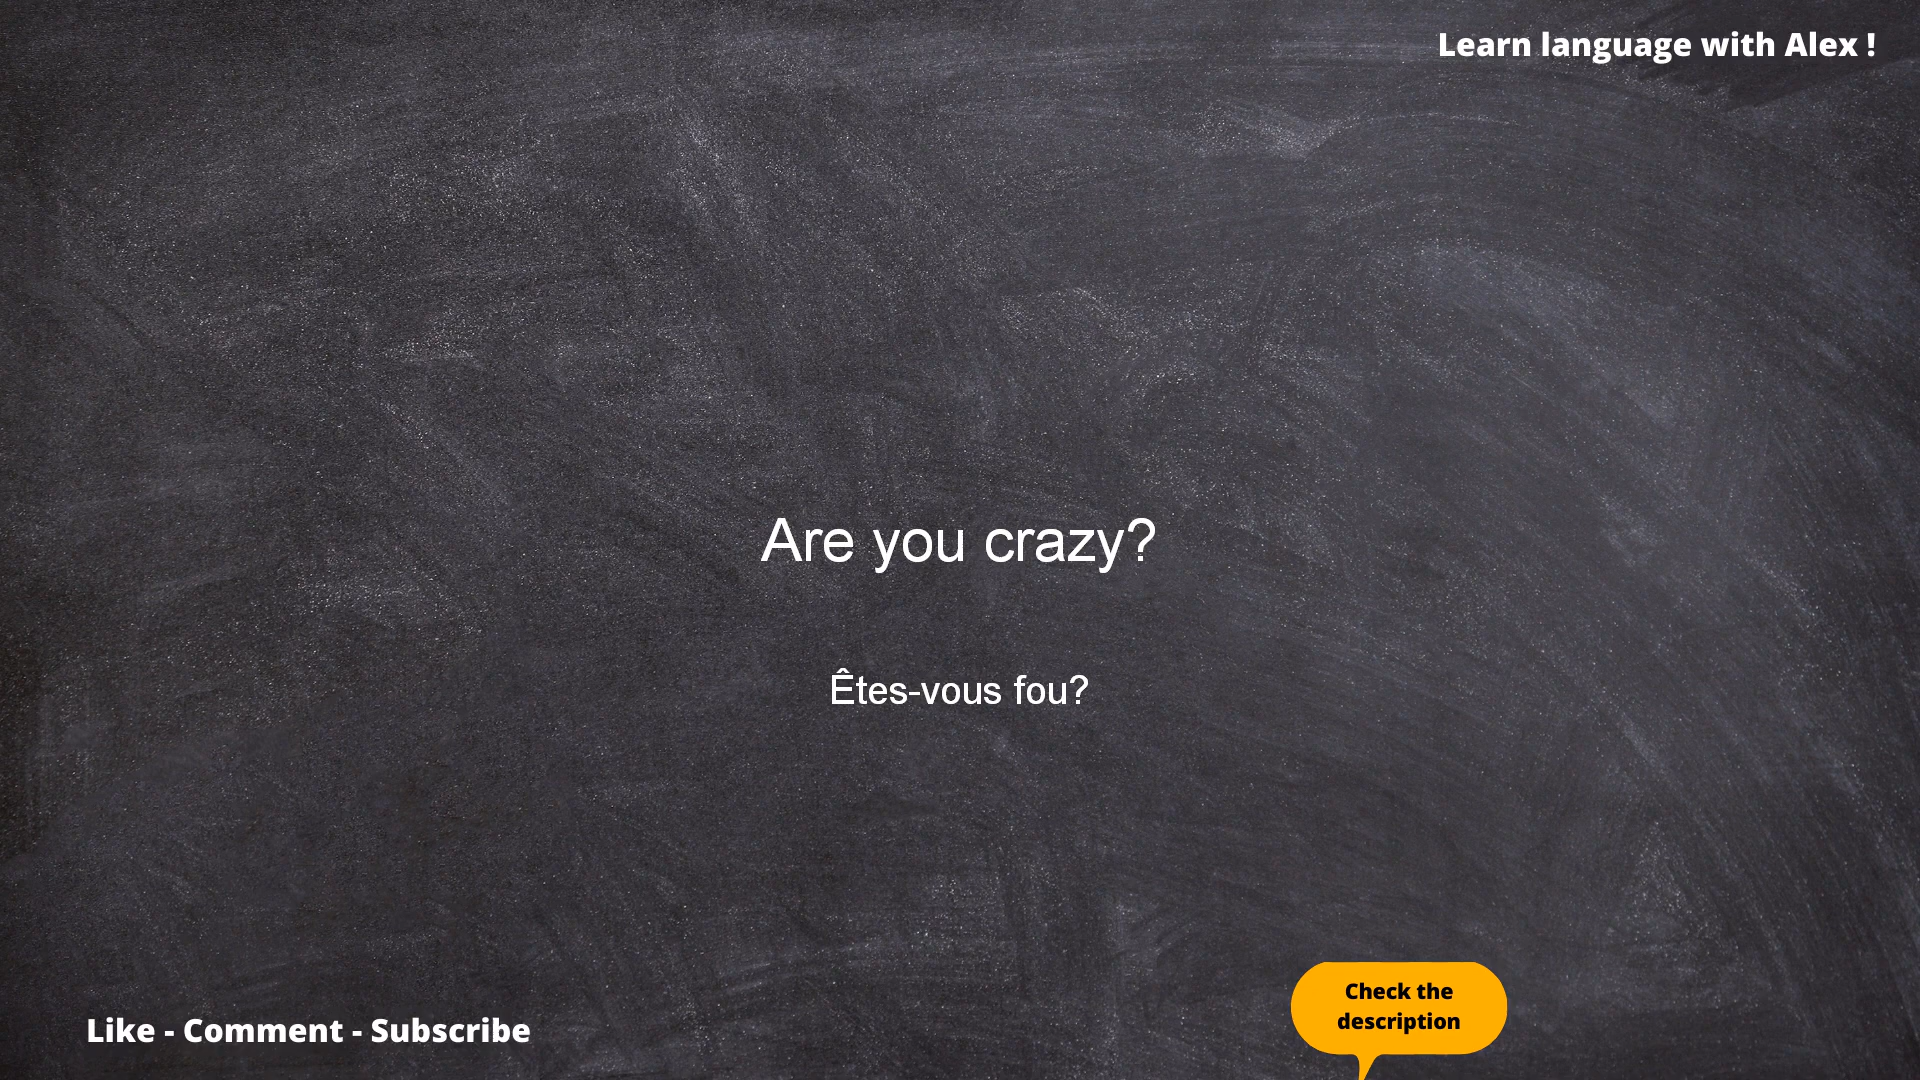 Learn language with Alex !
Are you crazy?
Êtes-vous fou?
Check the
description
Like - Comment - Subscribe